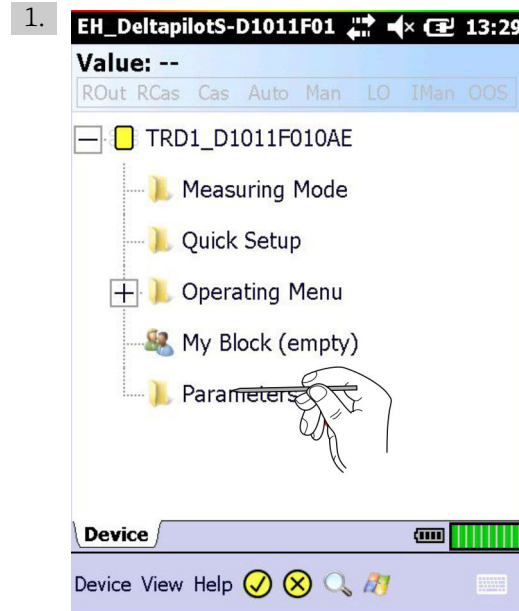 1.
EH_DeltapilotS-D1011F01 13:29
Value: --
ROut RCas Cas Auto Man LO IMan OOS
TRD1_D1011F010AE
Measuring Mode
Quick Setup
Operating Menu
My Block (empty)
Parameters
Device
Device View Help